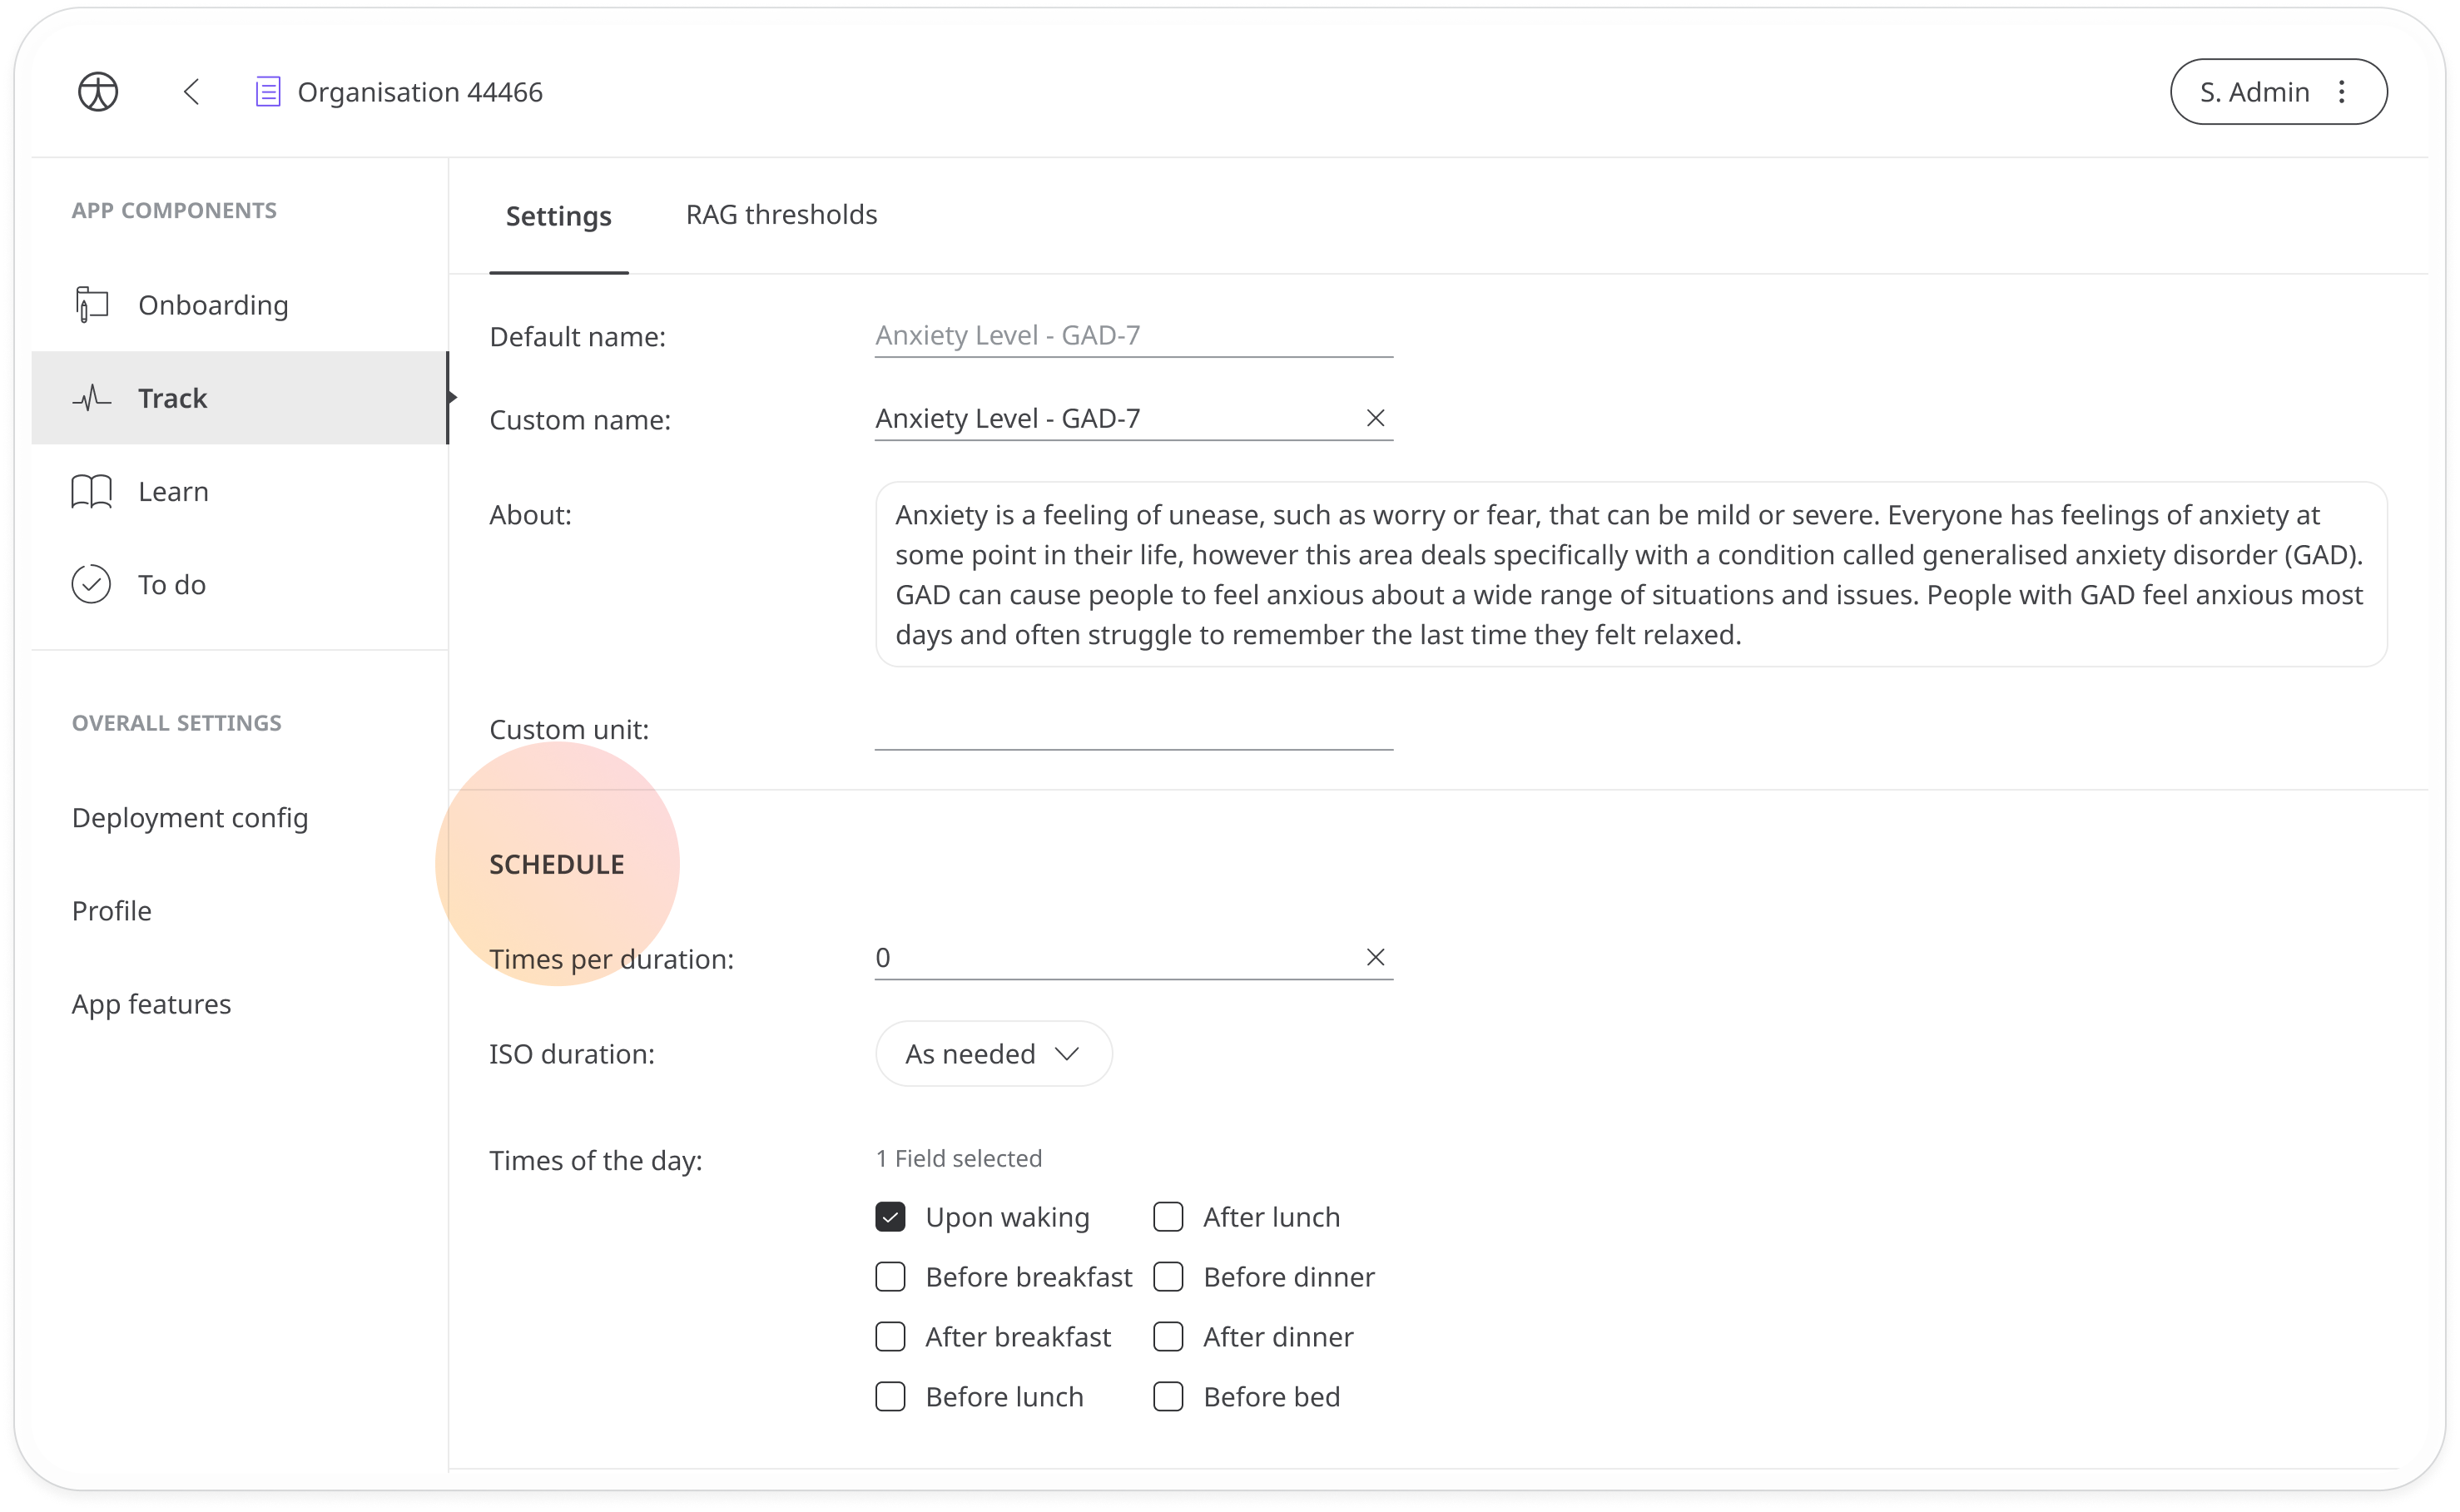 Organisation 44466
S. Admin
APP COMPONENTS
Onboarding
Track
Learn
To do
OVERALL SETTINGS
Deployment config
Profile
App features
Settings
RAG thresholds
Default name:
Anxiety Level - GAD-7
Custom name:
Anxiety Level - GAD-7
About:
Anxiety is a feeling of unease, such as worry or fear, that can be mild or severe. Everyone has feelings of anxiety at
some point in their life, however this area deals specifically with a condition called generalised anxiety disorder (GAD).
GAD can cause people to feel anxious about a wide range of situations and issues. People with GAD feel anxious most
days and often struggle to remember the last time they felt relaxed.
Custom unit:
SCHEDULE
Times per duration:
0
ISO duration:
As needed
Times of the day:
1 Field selected
Upon waking
After lunch
Before breakfast
Before dinner
After breakfast
After dinner
Before lunch
Before bed